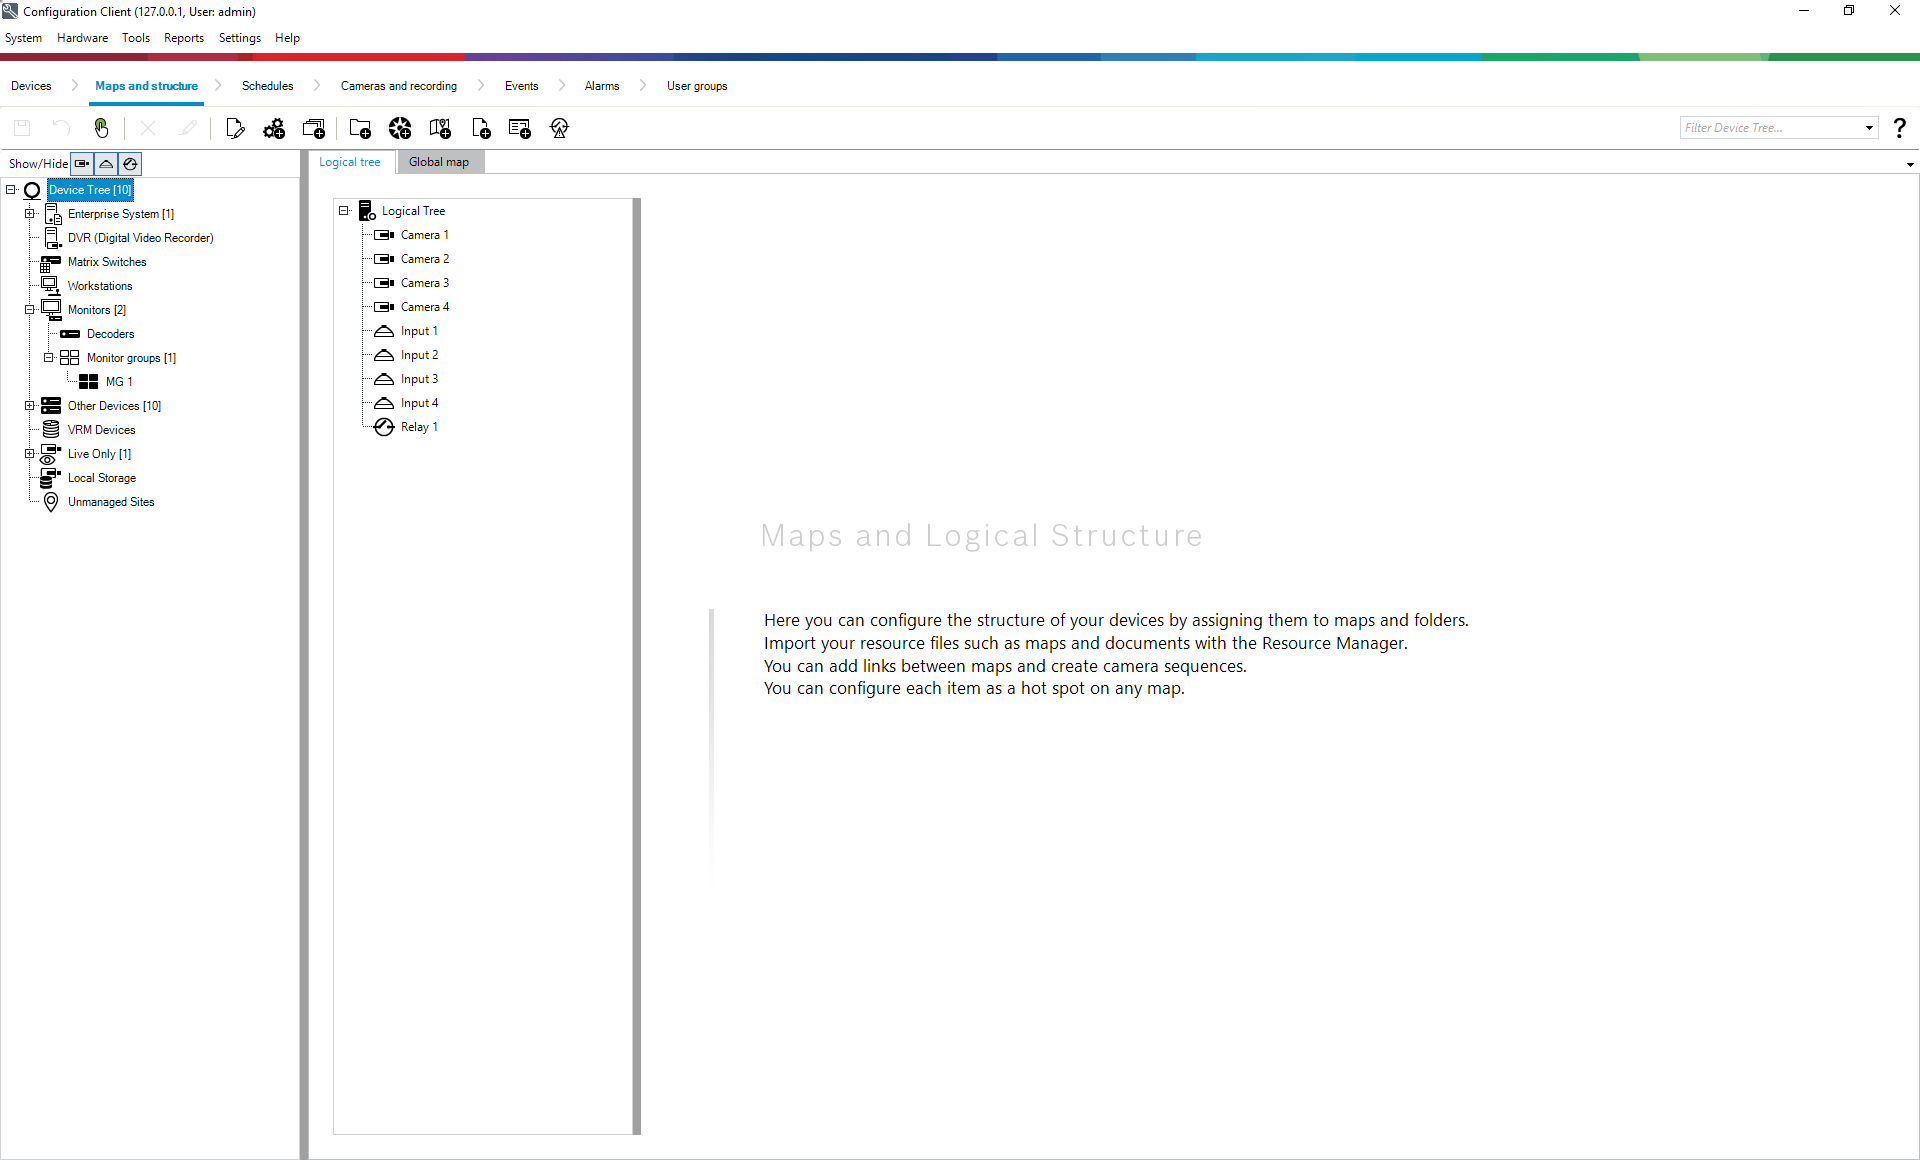 Configuration Client (127.0.0.1, User: admin)
System Hardware Tools Reports Settings Help
Devices Maps and structure Schedules Cameras and recording Events Alarms User groups
Filter Device Tree... ?
Show/Hide
Device Tree [10]
Enterprise System [1]
DVR (Digital Video Recorder)
Matrix Switches
Workstations
Monitors [2]
Decoders
Monitor groups [1]
MG 1
Other Devices [10]
VRM Devices
Live Only [1]
Local Storage
Unmanaged Sites
Logical tree Global map
Logical Tree
Camera 1
Camera 2
Camera 3
Camera 4
Input 1
Input 2
Input 3
Input 4
Relay 1
Maps and Logical Structure
Here you can configure the structure of your devices by assigning them to maps and folders.
Import your resource files such as maps and documents with the Resource Manager.
You can add links between maps and create camera sequences.
You can configure each item as a hot spot on any map.